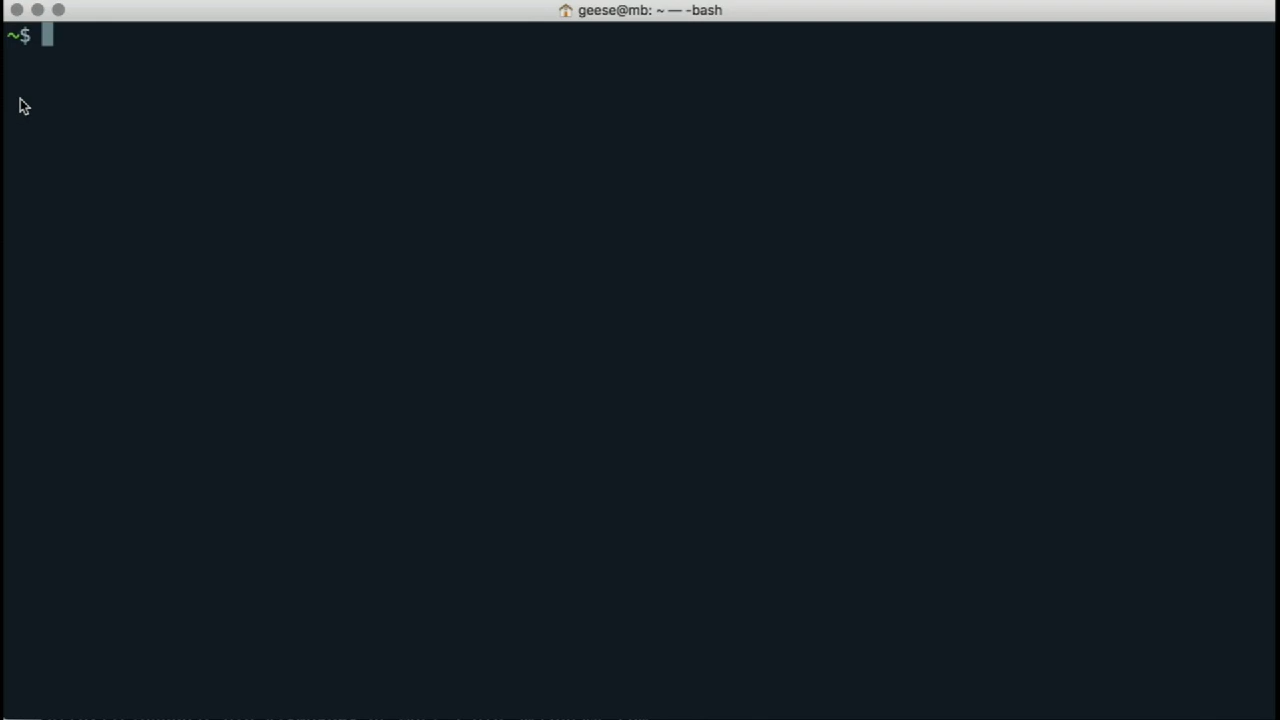 geese@mb: ~ — -bash
~$